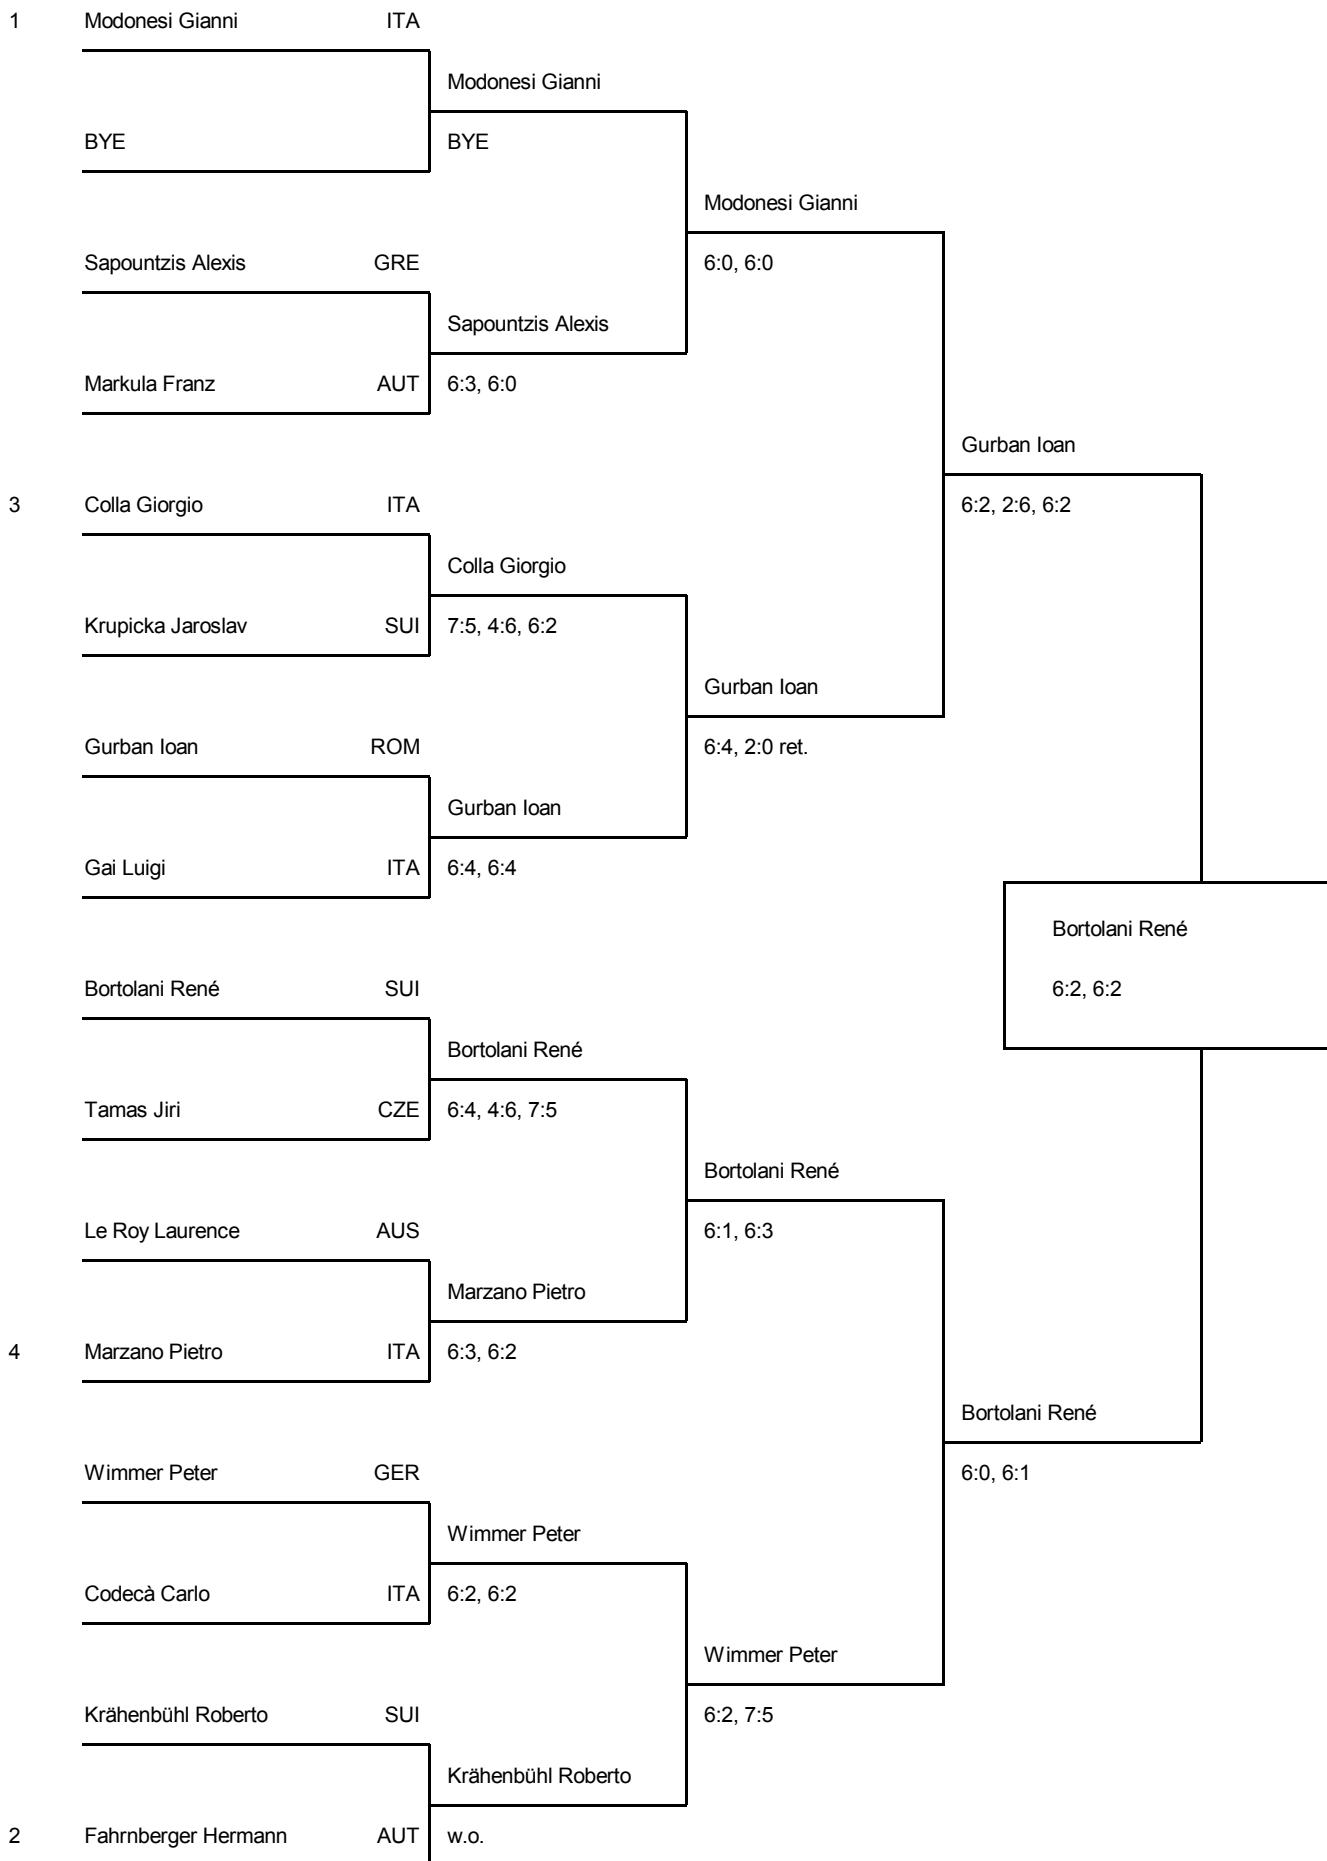 1 Modonesi Gianni ITA
Modonesi Gianni
BYE BYE
Modonesi Gianni
Sapountzis Alexis GRE 6:0, 6:0
Sapountzis Alexis
Markula Franz AUT 6:3, 6:0
Gurban Ioan
3 Colla Giorgio ITA 6:2, 2:6, 6:2
Colla Giorgio
Krupicka Jaroslav SUI 7:5, 4:6, 6:2
Gurban Ioan
Gurban Ioan ROM 6:4, 2:0 ret.
Gurban Ioan
Gai Luigi ITA 6:4, 6:4
Bortolani René
Bortolani René SUI 6:2, 6:2
Bortolani René
Tamas Jiri CZE 6:4, 4:6, 7:5
Bortolani René
Le Roy Laurence AUS 6:1, 6:3
Marzano Pietro
4 Marzano Pietro ITA 6:3, 6:2
Bortolani René
Wimmer Peter GER 6:0, 6:1
Wimmer Peter
Codecà Carlo ITA 6:2, 6:2
Wimmer Peter
Krähenbühl Roberto SUI 6:2, 7:5
Krähenbühl Roberto
2 Fahrnberger Hermann AUT w.o.